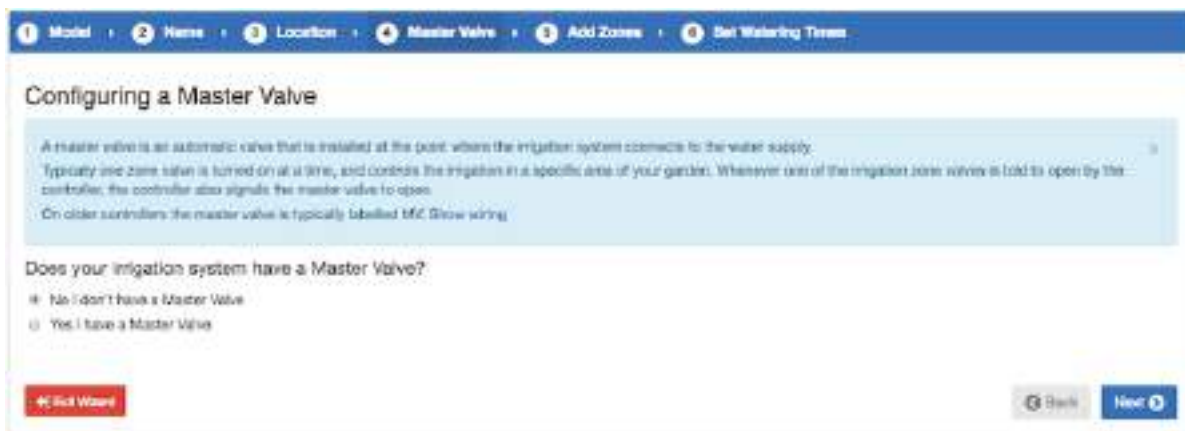 1 Model › 2 Name › 3 Location › 4 Master Valve › 5 Add Zones › 6 Set Watering Times
Configuring a Master Valve
A master valve is an automatic valve that is installed at the point where the irrigation system connects to the water supply.
Typically one zone valve is turned on at a time, and controls the irrigation in a specific area of your garden. Whenever one of the irrigation zone valves is told to open by the
controller, the controller also signals the master valve to open.
On older controllers the master valve is typically labelled MV. Show wiring
Does your irrigation system have a Master Valve?
No I don't have a Master Valve
Yes I have a Master Valve
Exit Wizard
Back
Next